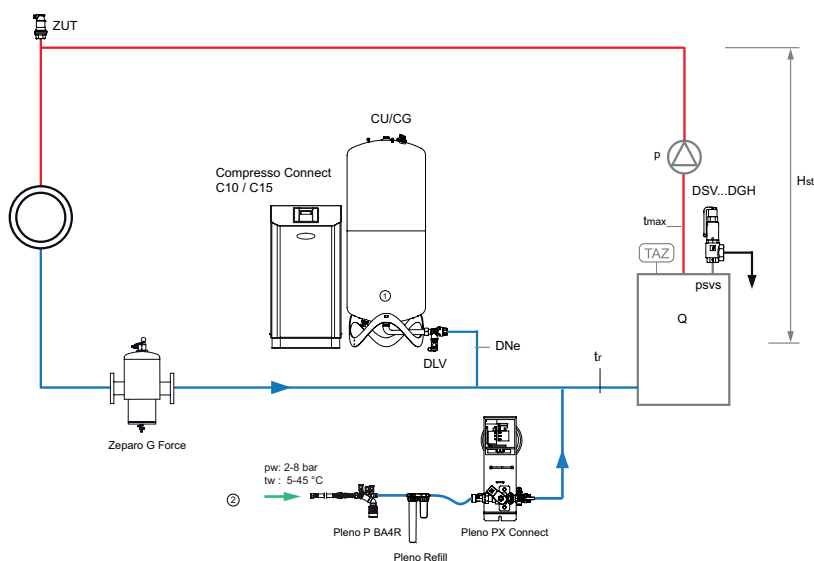 ZUT
CU/CG
Compresso Connect
C10 / C15
p
Hst
DSV...DGH
tmax
TAZ
psvs
Q
1
DLV
DNe
tr
Zeparo G Force
pw: 2-8 bar
tw : 5-45 °C
2
Pleno P BA4R
Pleno PX Connect
Pleno Refill